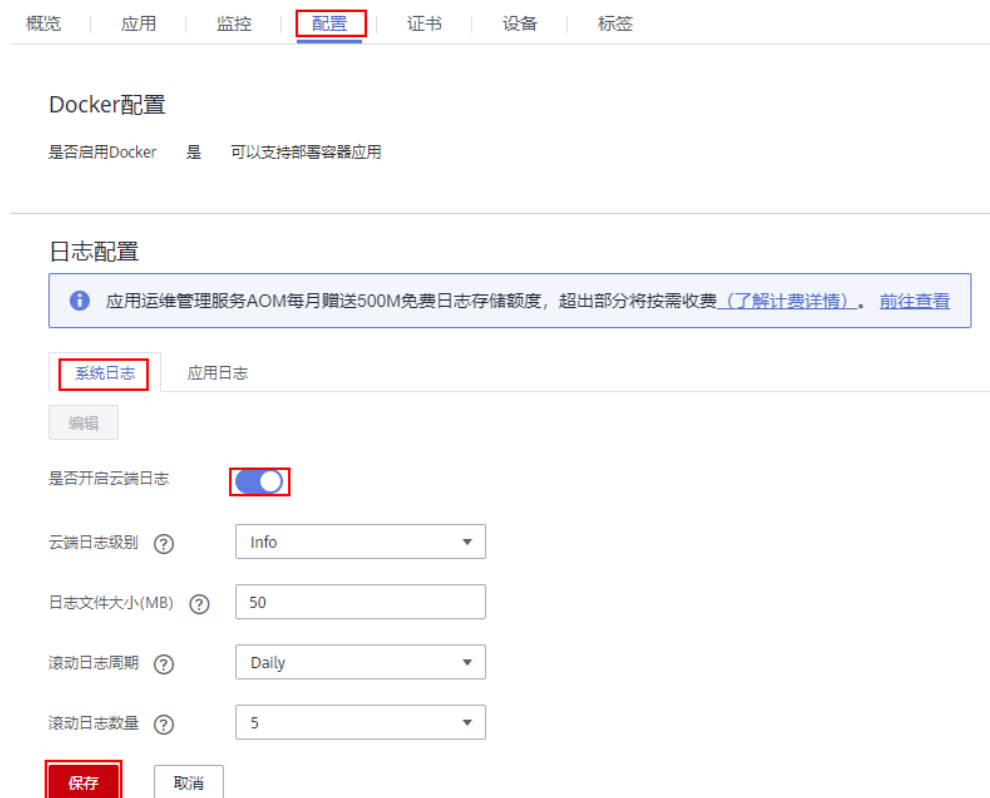 概览 应用 监控 配置 证书 设备 标签
Docker配置
是否启用Docker 是 可以支持部署容器应用
日志配置
应用运维管理服务AOM每月赠送500M免费日志存储额度，超出部分将按需收费（了解计费详情）。 前往查看
系统日志 应用日志
编辑
是否开启云端日志
云端日志级别 ? Info
日志文件大小(MB) ? 50
滚动日志周期 ? Daily
滚动日志数量 ? 5
保存 取消